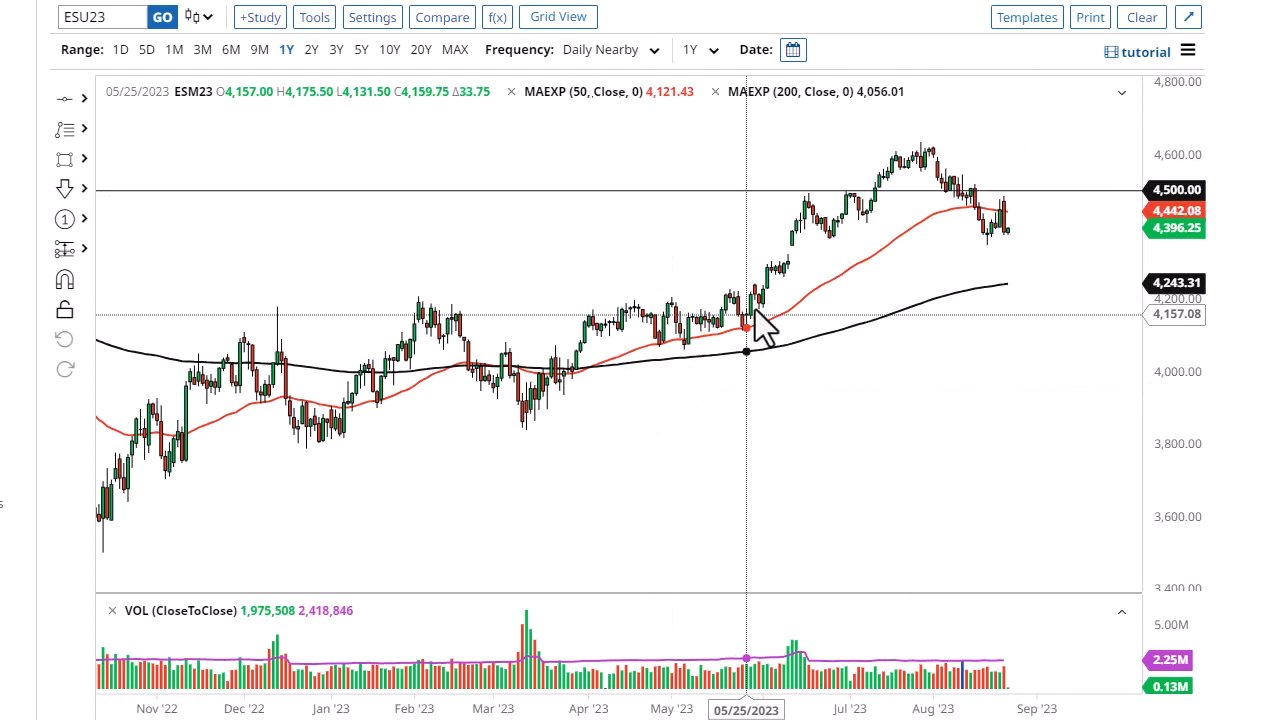 ESU23 GO +Study Tools Settings Compare f(x) Grid View Templates Print Clear
Range: 1D 5D 1M 3M 6M 9M 1Y 2Y 3Y 5Y 10Y 20Y MAX Frequency: Daily Nearby 1Y Date: tutorial
05/25/2023 ESM23 O4,157.00 H4,175.50 L4,131.50 C4,159.75 Δ33.75 × MAEXP (50, Close, 0) 4,121.43 × MAEXP (200, Close, 0) 4,056.01
4,800.00
4,600.00
4,500.00
4,442.08
4,396.25
4,243.31
4,200.00
4,157.08
4,000.00
3,800.00
3,600.00
3,400.00
1
× VOL (CloseToClose) 1,975,508 2,418,846
5.00M
2.25M
0.13M
Nov '22 Dec '22 Jan '23 Feb '23 Mar '23 Apr '23 May '23 05/25/2023 Jul '23 Aug '23 Sep '23